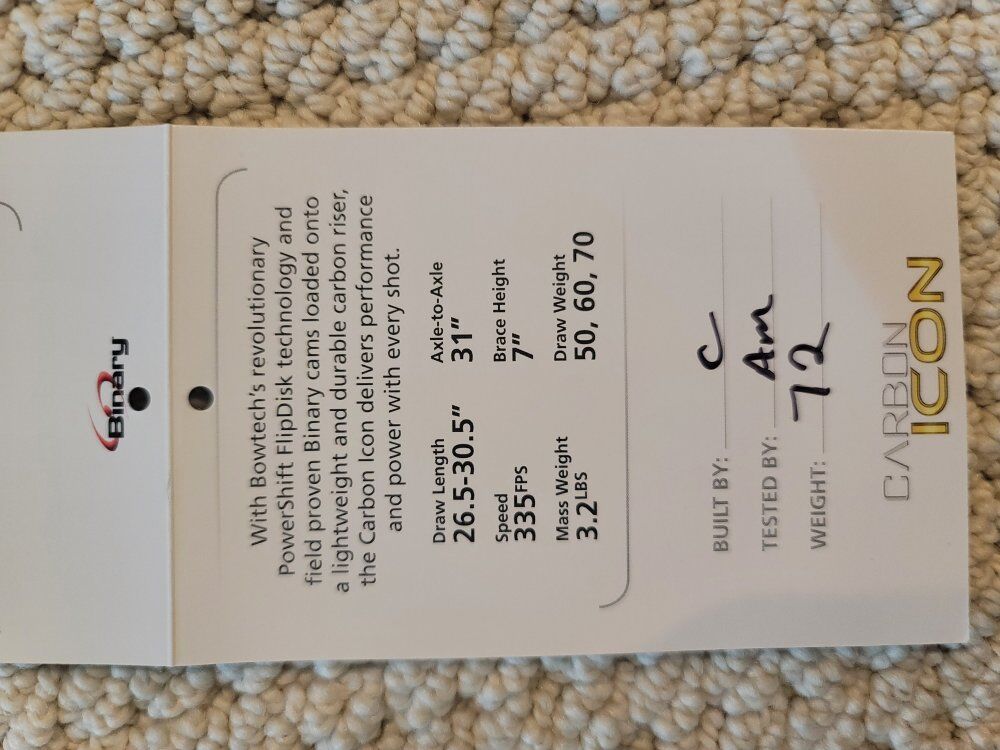 Binary
With Bowtech's revolutionary
PowerShift FlipDisk technology and
field proven Binary cams loaded onto
a lightweight and durable carbon riser,
the Carbon Icon delivers performance
and power with every shot.
Draw Length Axle-to-Axle
26.5-30.5" 31"
Speed Brace Height
335FPS 7"
Mass Weight Draw Weight
3.2LBS 50, 60, 70
BUILT BY: C
TESTED BY: Am
WEIGHT: 72
CARBON
ICON